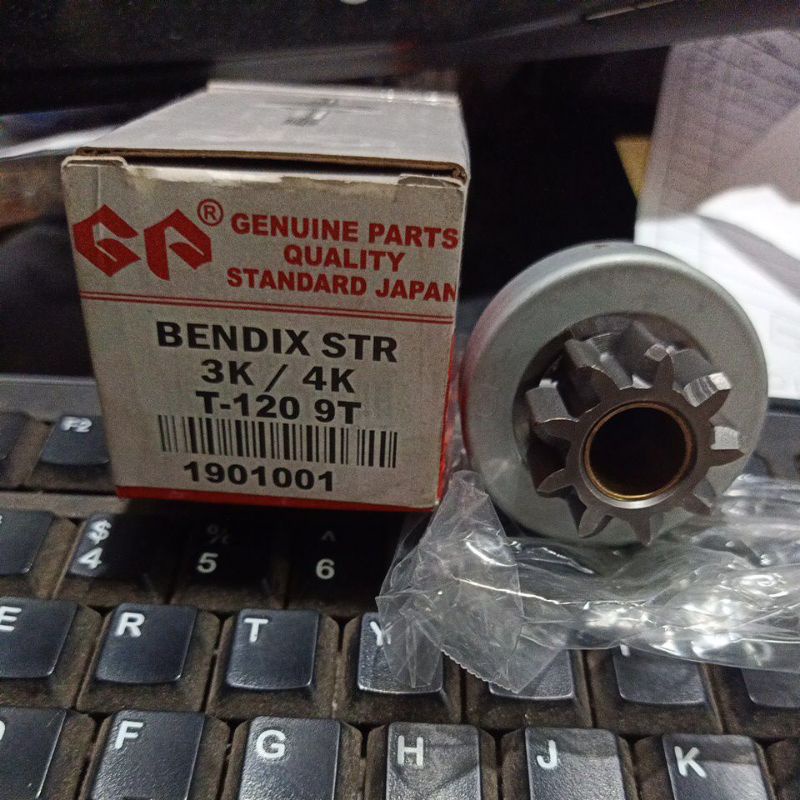 GP® GENUINE PARTS
QUALITY
STANDARD JAPAN
BENDIX STR
3K / 4K
T-120 9T
1901001
F2
$
4
%
5
^
6
E
R
T
Y
F
G
H
J
K